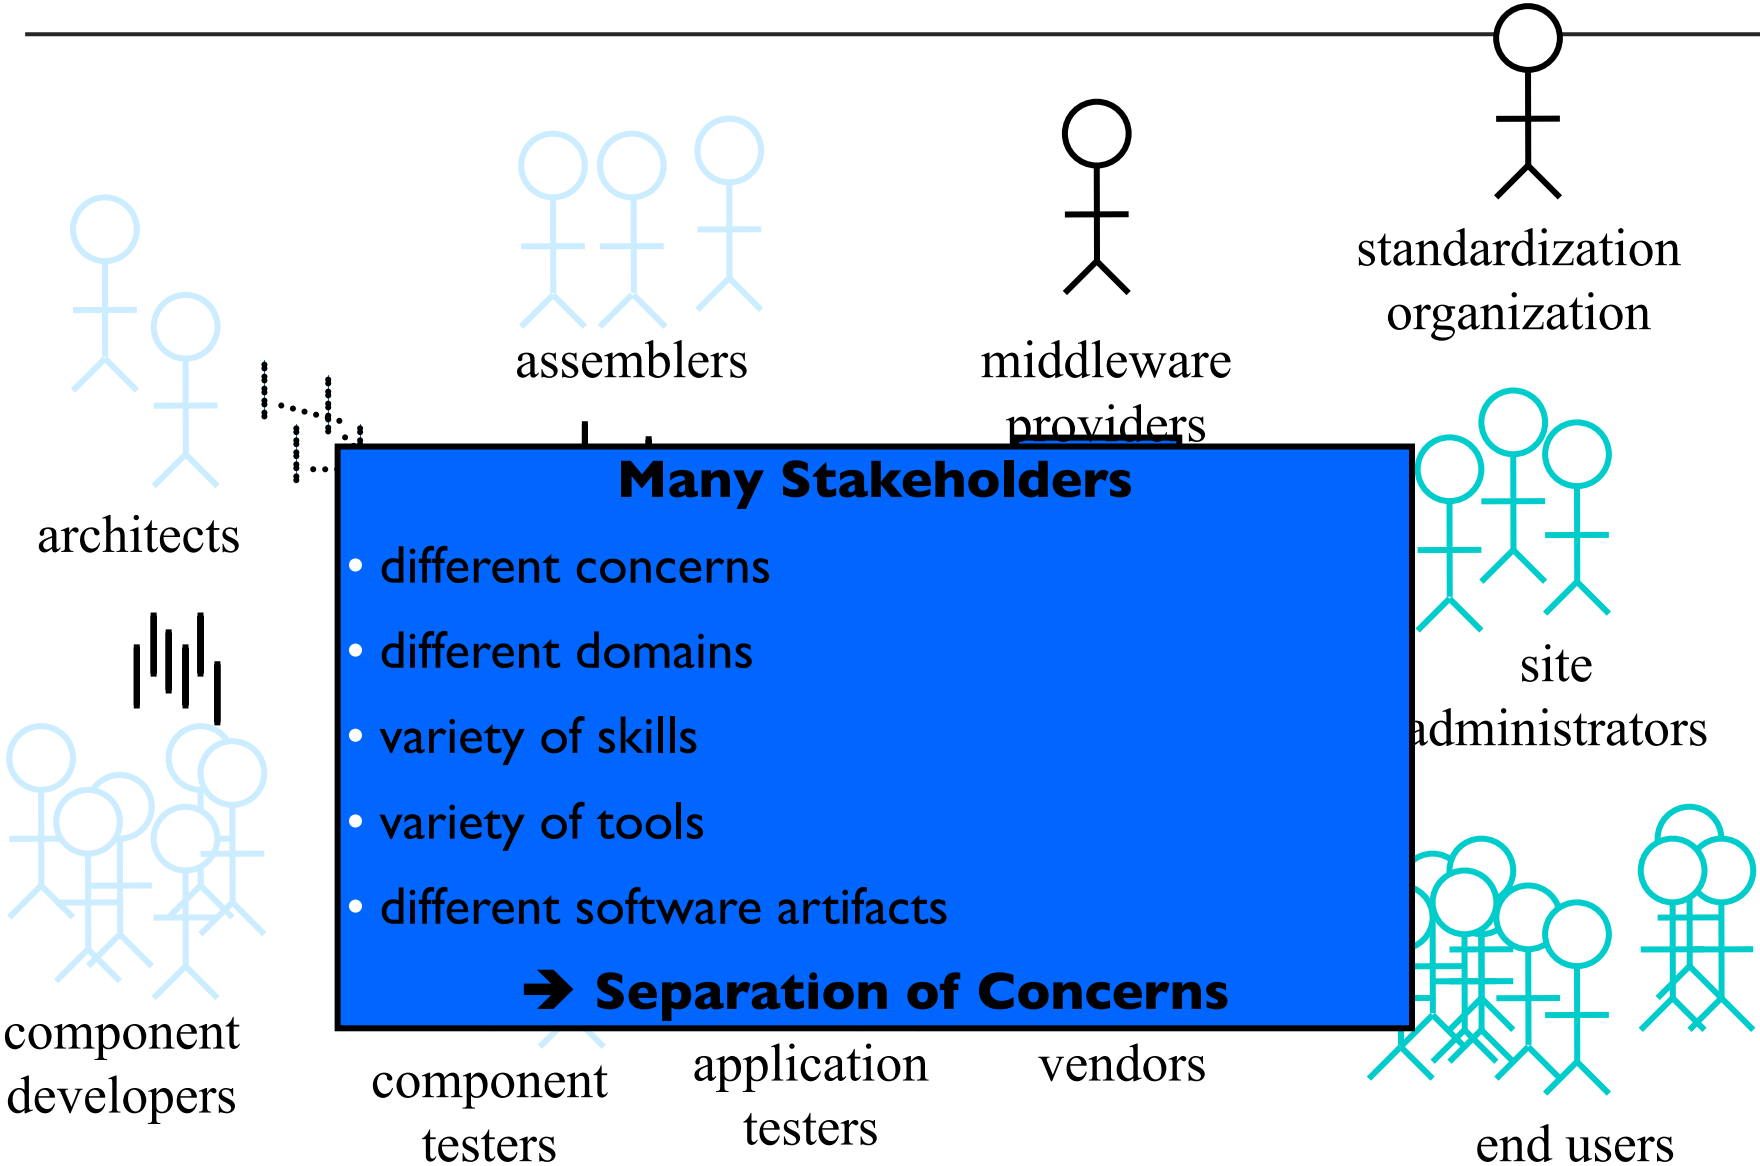 standardization
organization
assemblers
middleware
providers
architects
Many Stakeholders
• different concerns
• different domains
• variety of skills
• variety of tools
• different software artifacts
➔ Separation of Concerns
site
administrators
component
developers
component
testers
application
testers
vendors
end users